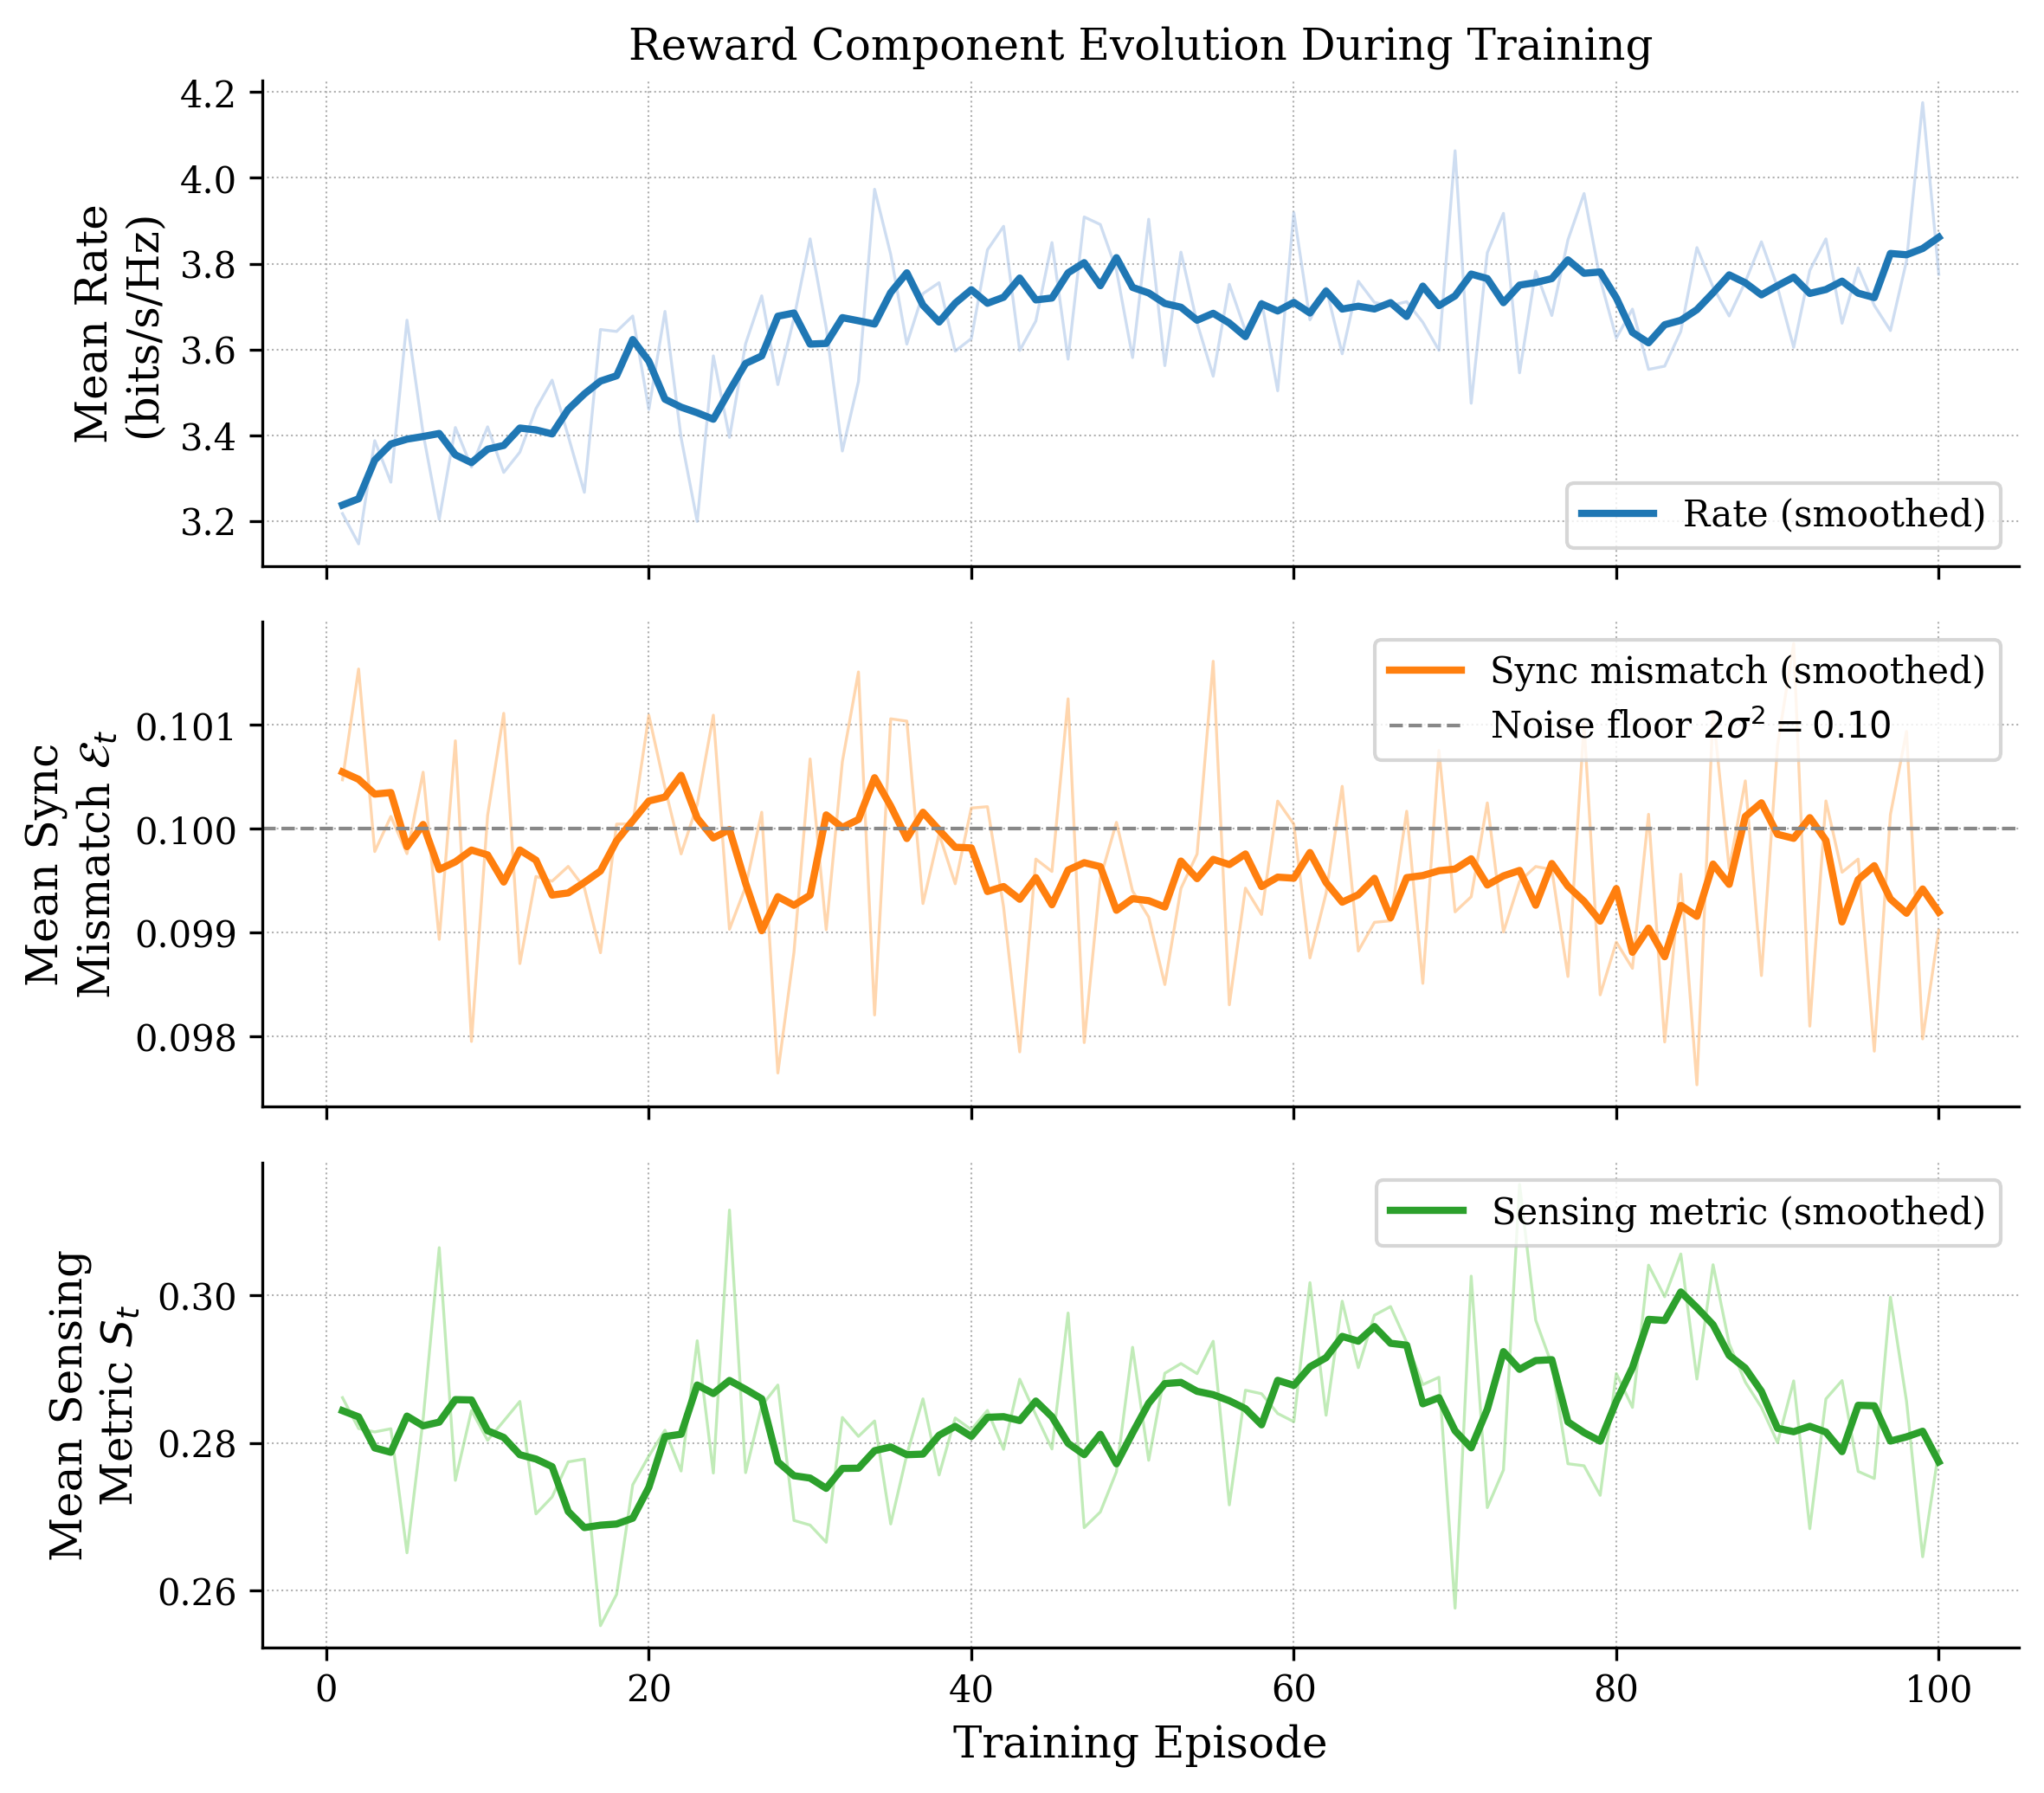 Reward Component Evolution During Training
Mean Rate
(bits/s/Hz)
4.2
4.0
3.8
3.6
3.4
3.2
Rate (smoothed)
Mean Sync
Mismatch ℰₜ
0.101
0.100
0.099
0.098
Sync mismatch (smoothed)
Noise floor 2σ² = 0.10
Mean Sensing
Metric Sₜ
0.30
0.28
0.26
Sensing metric (smoothed)
0 20 40 60 80 100
Training Episode